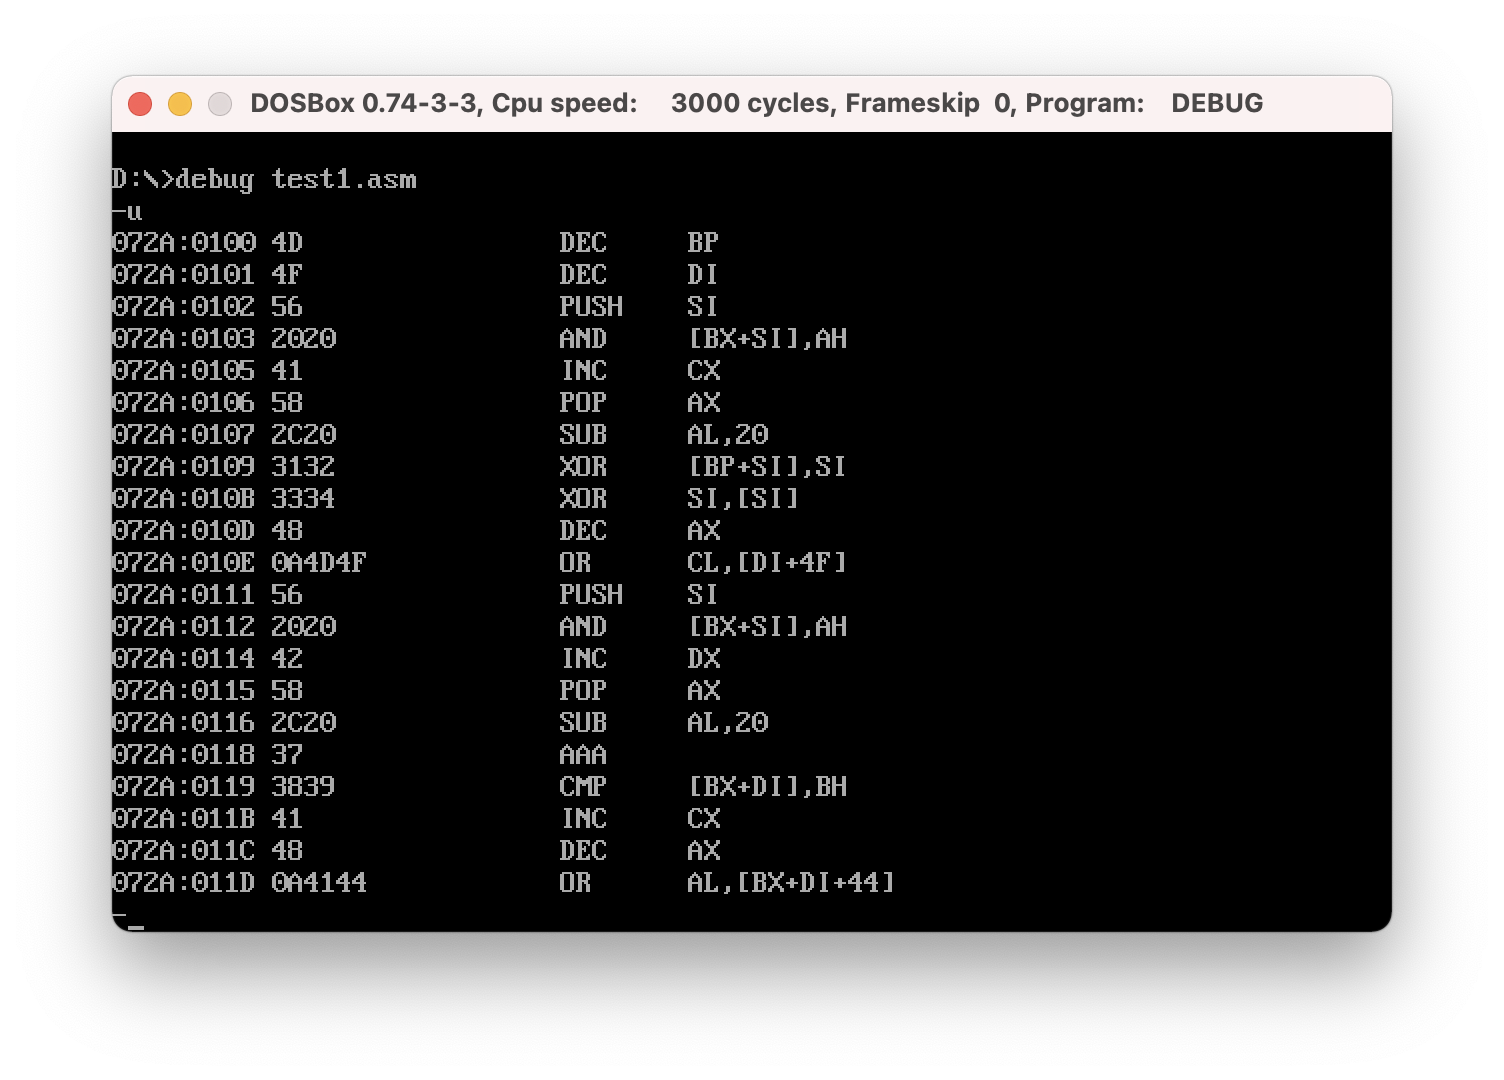 DOSBox 0.74-3-3, Cpu speed: 3000 cycles, Frameskip 0, Program: DEBUG
D:\>debug test1.asm
-u
072A:0100 4D DEC BP
072A:0101 4F DEC DI
072A:0102 56 PUSH SI
072A:0103 2020 AND [BX+SI],AH
072A:0105 41 INC CX
072A:0106 58 POP AX
072A:0107 2C20 SUB AL,20
072A:0109 3132 XOR [BP+SI],SI
072A:010B 3334 XOR SI,[SI]
072A:010D 48 DEC AX
072A:010E 0A4D4F OR CL,[DI+4F]
072A:0111 56 PUSH SI
072A:0112 2020 AND [BX+SI],AH
072A:0114 42 INC DX
072A:0115 58 POP AX
072A:0116 2C20 SUB AL,20
072A:0118 37 AAA
072A:0119 3839 CMP [BX+DI],BH
072A:011B 41 INC CX
072A:011C 48 DEC AX
072A:011D 0A4144 OR AL,[BX+DI+44]
-_